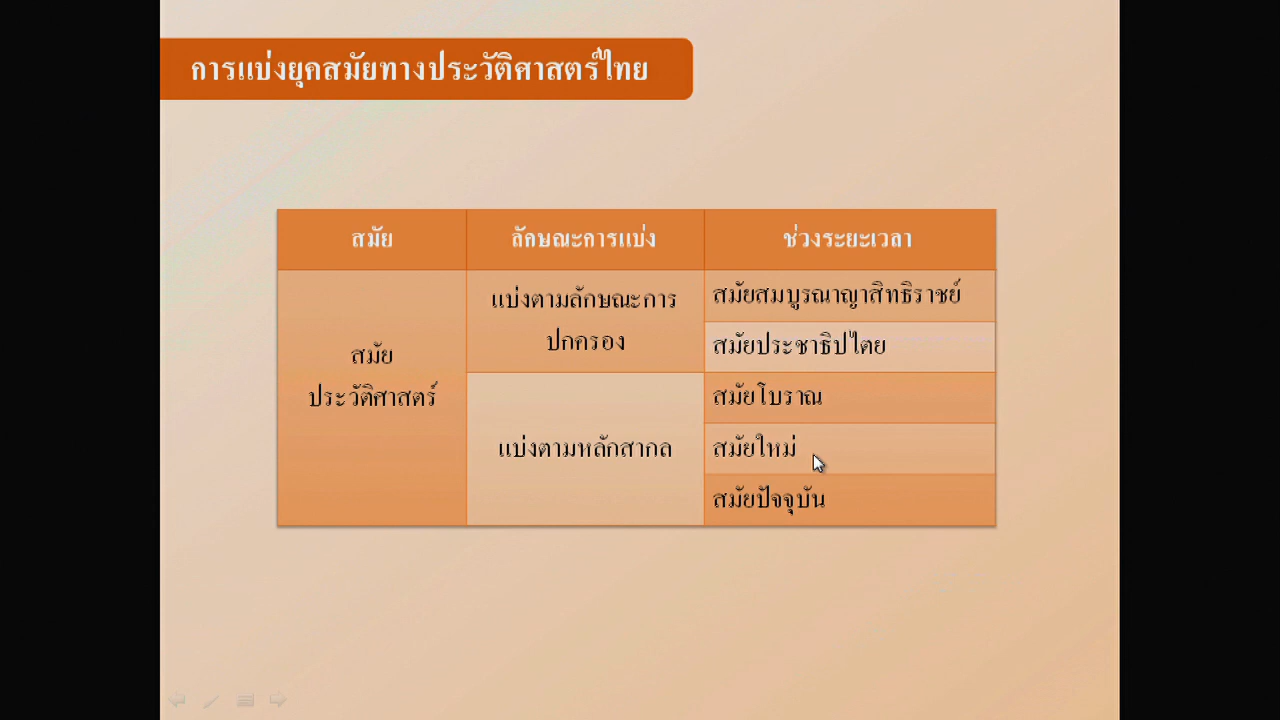 การแบ่งยุคสมัยทางประวัติศาสตร์ไทย
สมัย
ลักษณะการแบ่ง
ช่วงระยะเวลา
สมัย
ประวัติศาสตร์
แบ่งตามลักษณะการ
ปกครอง
สมัยสมบูรณาญาสิทธิราชย์
สมัยประชาธิปไตย
แบ่งตามหลักสากล
สมัยโบราณ
สมัยใหม่
สมัยปัจจุบัน